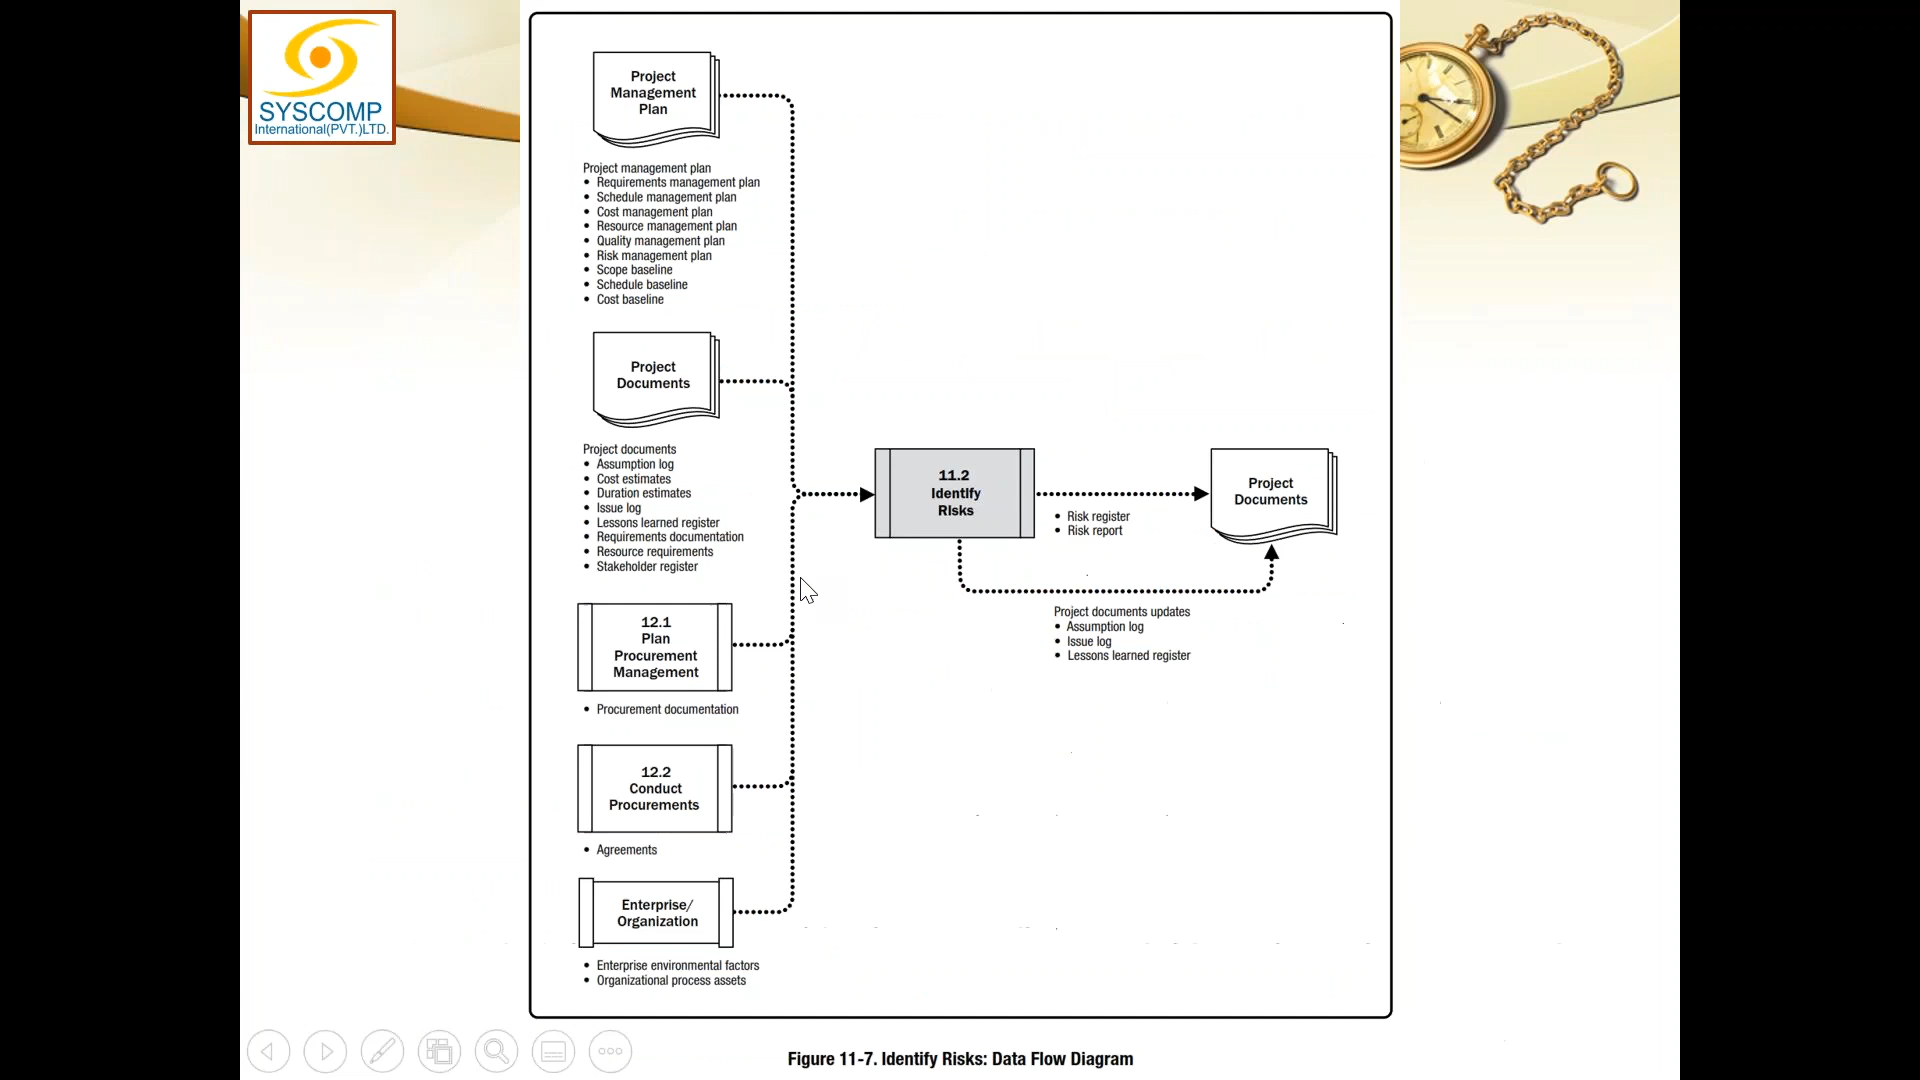 SYSCOMP
International(PVT.)LTD.
Project
Management
Plan
Project management plan
• Requirements management plan
• Schedule management plan
• Cost management plan
• Resource management plan
• Quality management plan
• Risk management plan
• Scope baseline
• Schedule baseline
• Cost baseline
Project
Documents
Project documents
• Assumption log
• Cost estimates
• Duration estimates
• Issue log
• Lessons learned register
• Requirements documentation
• Resource requirements
• Stakeholder register
12.1
Plan
Procurement
Management
• Procurement documentation
12.2
Conduct
Procurements
• Agreements
Enterprise/
Organization
• Enterprise environmental factors
• Organizational process assets
11.2
Identify
Risks
• Risk register
• Risk report
Project
Documents
Project documents updates
• Assumption log
• Issue log
• Lessons learned register
Figure 11-7. Identify Risks: Data Flow Diagram